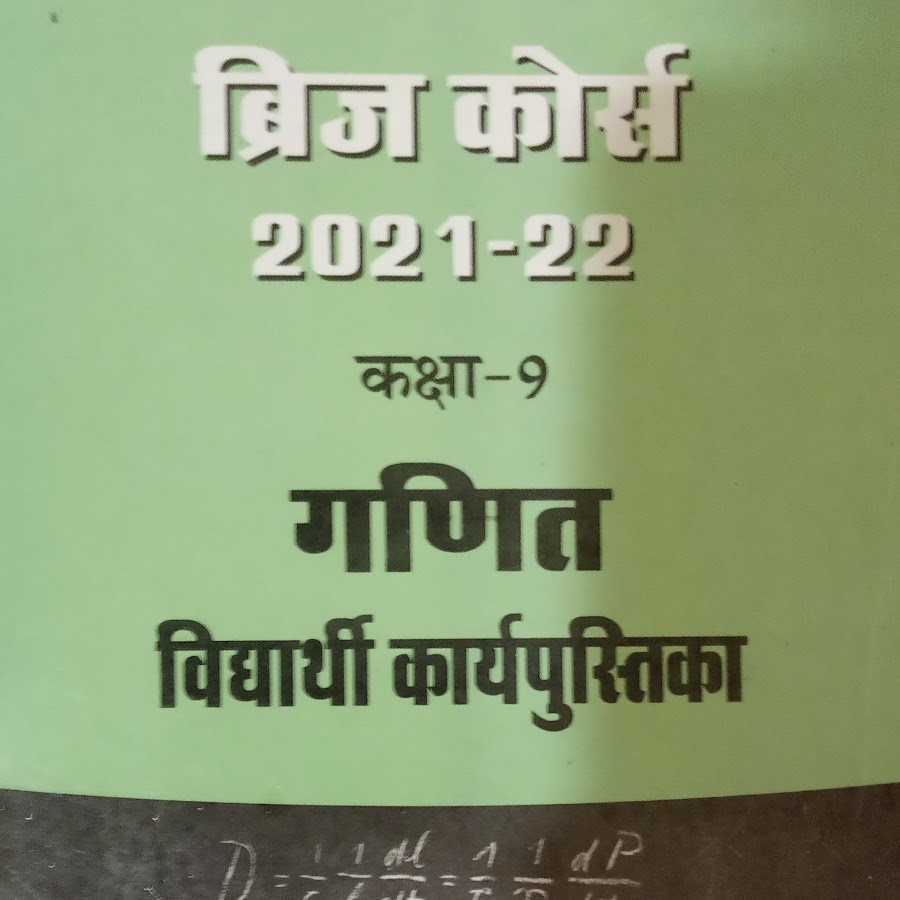 ब्रिज कोर्स
2021-22
कक्षा-9
गणित
विद्यार्थी कार्यपुस्तिका